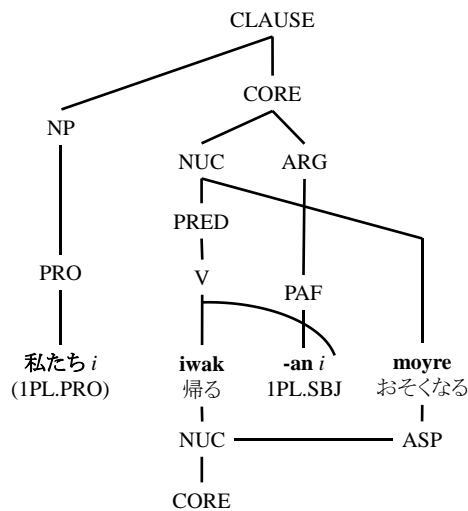 CLAUSE
CORE
NP
NUC ARG
PRED
PRO
V
PAF
私たち i iwak -an i moyre
(1PL.PRO) 帰る 1PL.SBJ おそくなる
NUC ASP
CORE